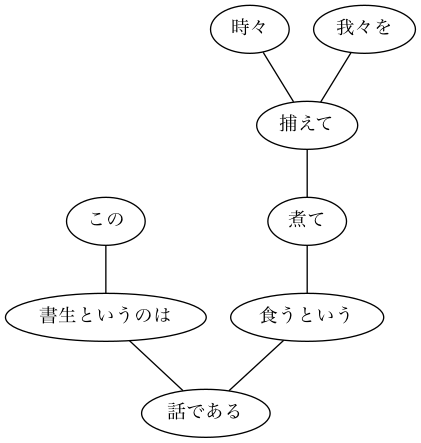 時々
我々を
捕えて
この
煮て
書生というのは
食うという
話である